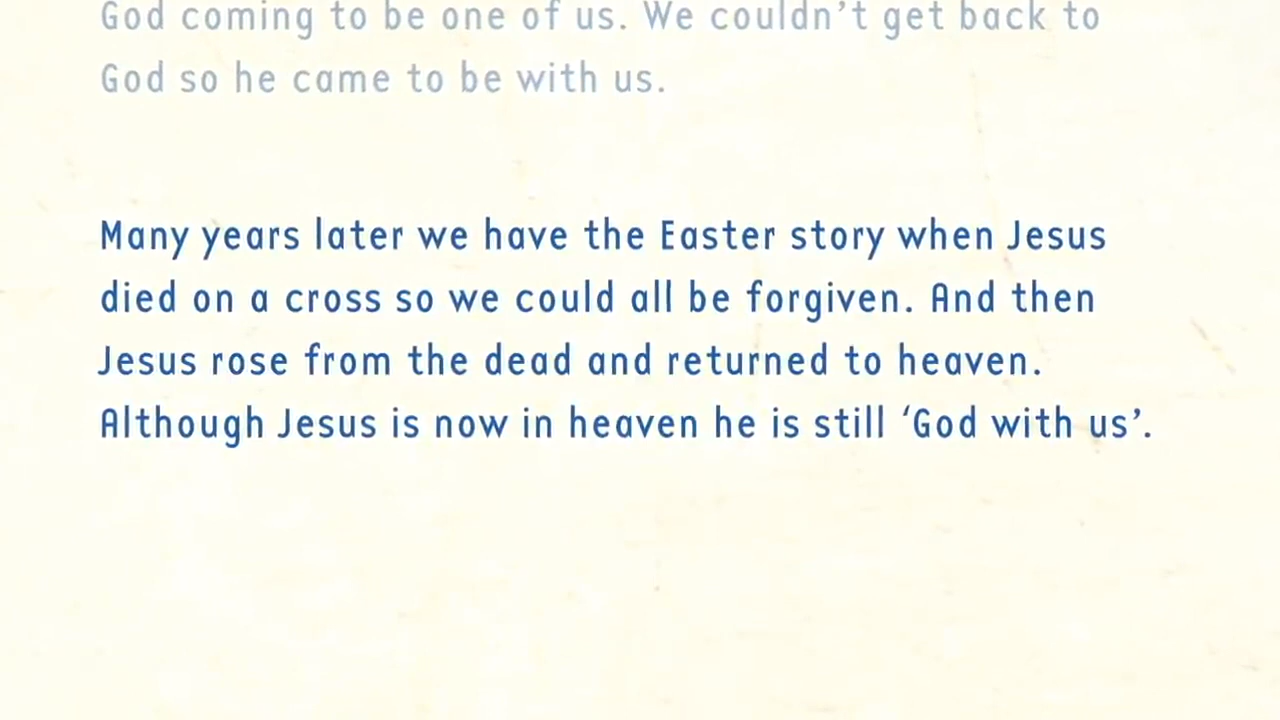 God coming to be one of us. We couldn’t get back to
God so he came to be with us.
Many years later we have the Easter story when Jesus
died on a cross so we could all be forgiven. And then
Jesus rose from the dead and returned to heaven.
Although Jesus is now in heaven he is still ‘God with us’.